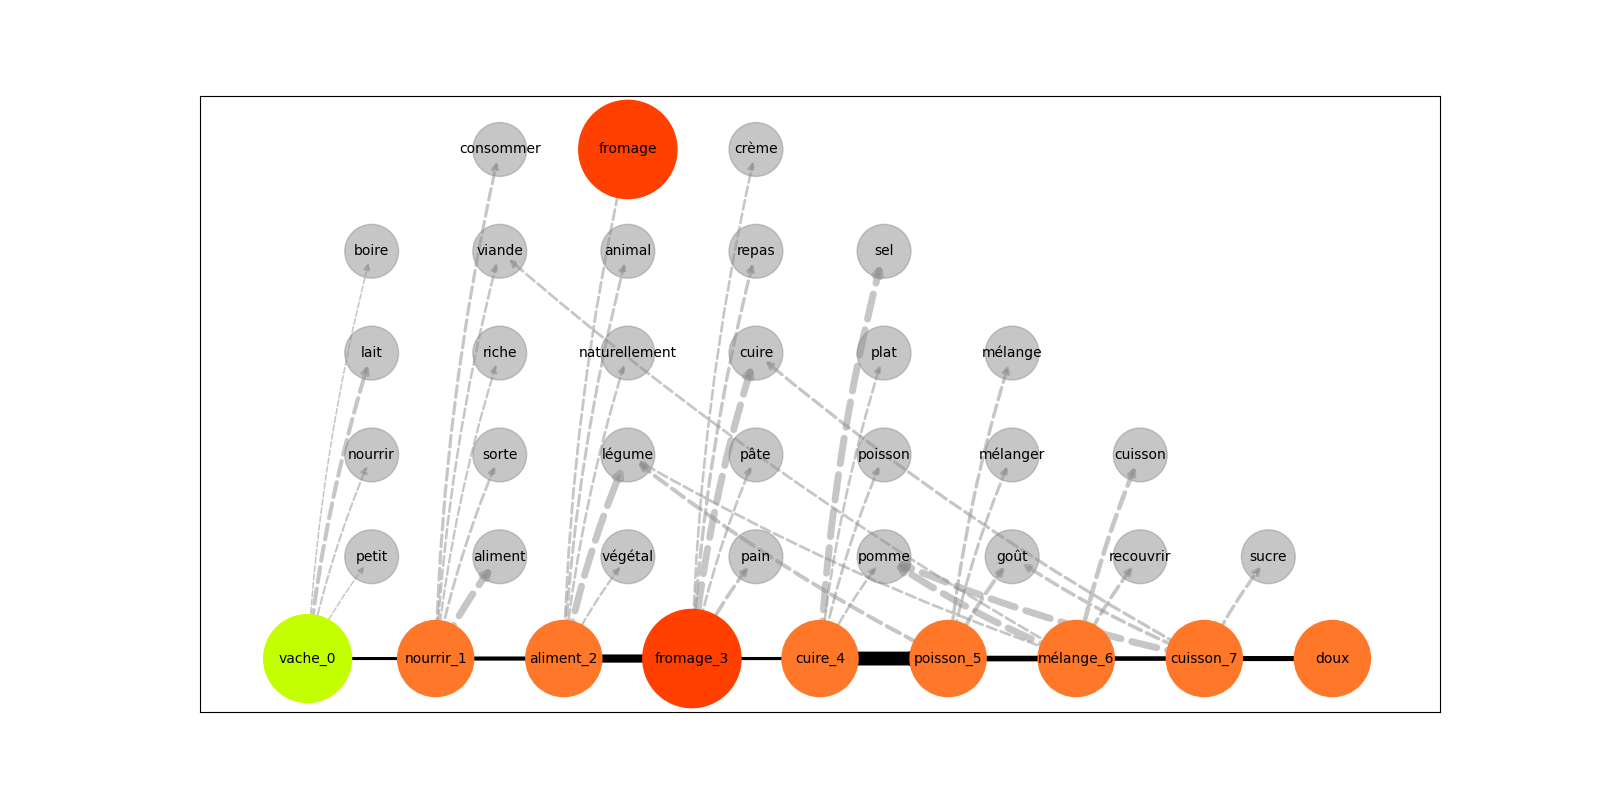 consommer fromage crème
boire viande animal repas sel
lait riche naturellement cuire plat mélange
nourrir sorte légume pâte poisson mélanger cuisson
petit aliment végétal pain pomme goût recouvrir sucre
vache_0 nourrir_1 aliment_2 fromage_3 cuire_4 poisson_5 mélange_6 cuisson_7 doux